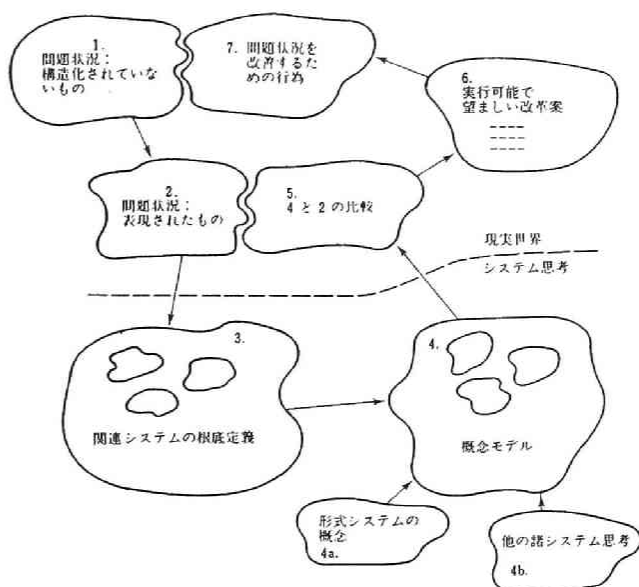 1.
問題状況：
構造化されていな
いもの
7. 問題状況を
改善するた
めの行為
6.
実行可能で
望ましい改革案
2.
問題状況：
表現されたもの
5.
4 と 2 の比較
現実世界
システム思考
3.
関連システムの根底定義
4.
概念モデル
形式システムの
概念
4a.
他の諸システム思考
4b.